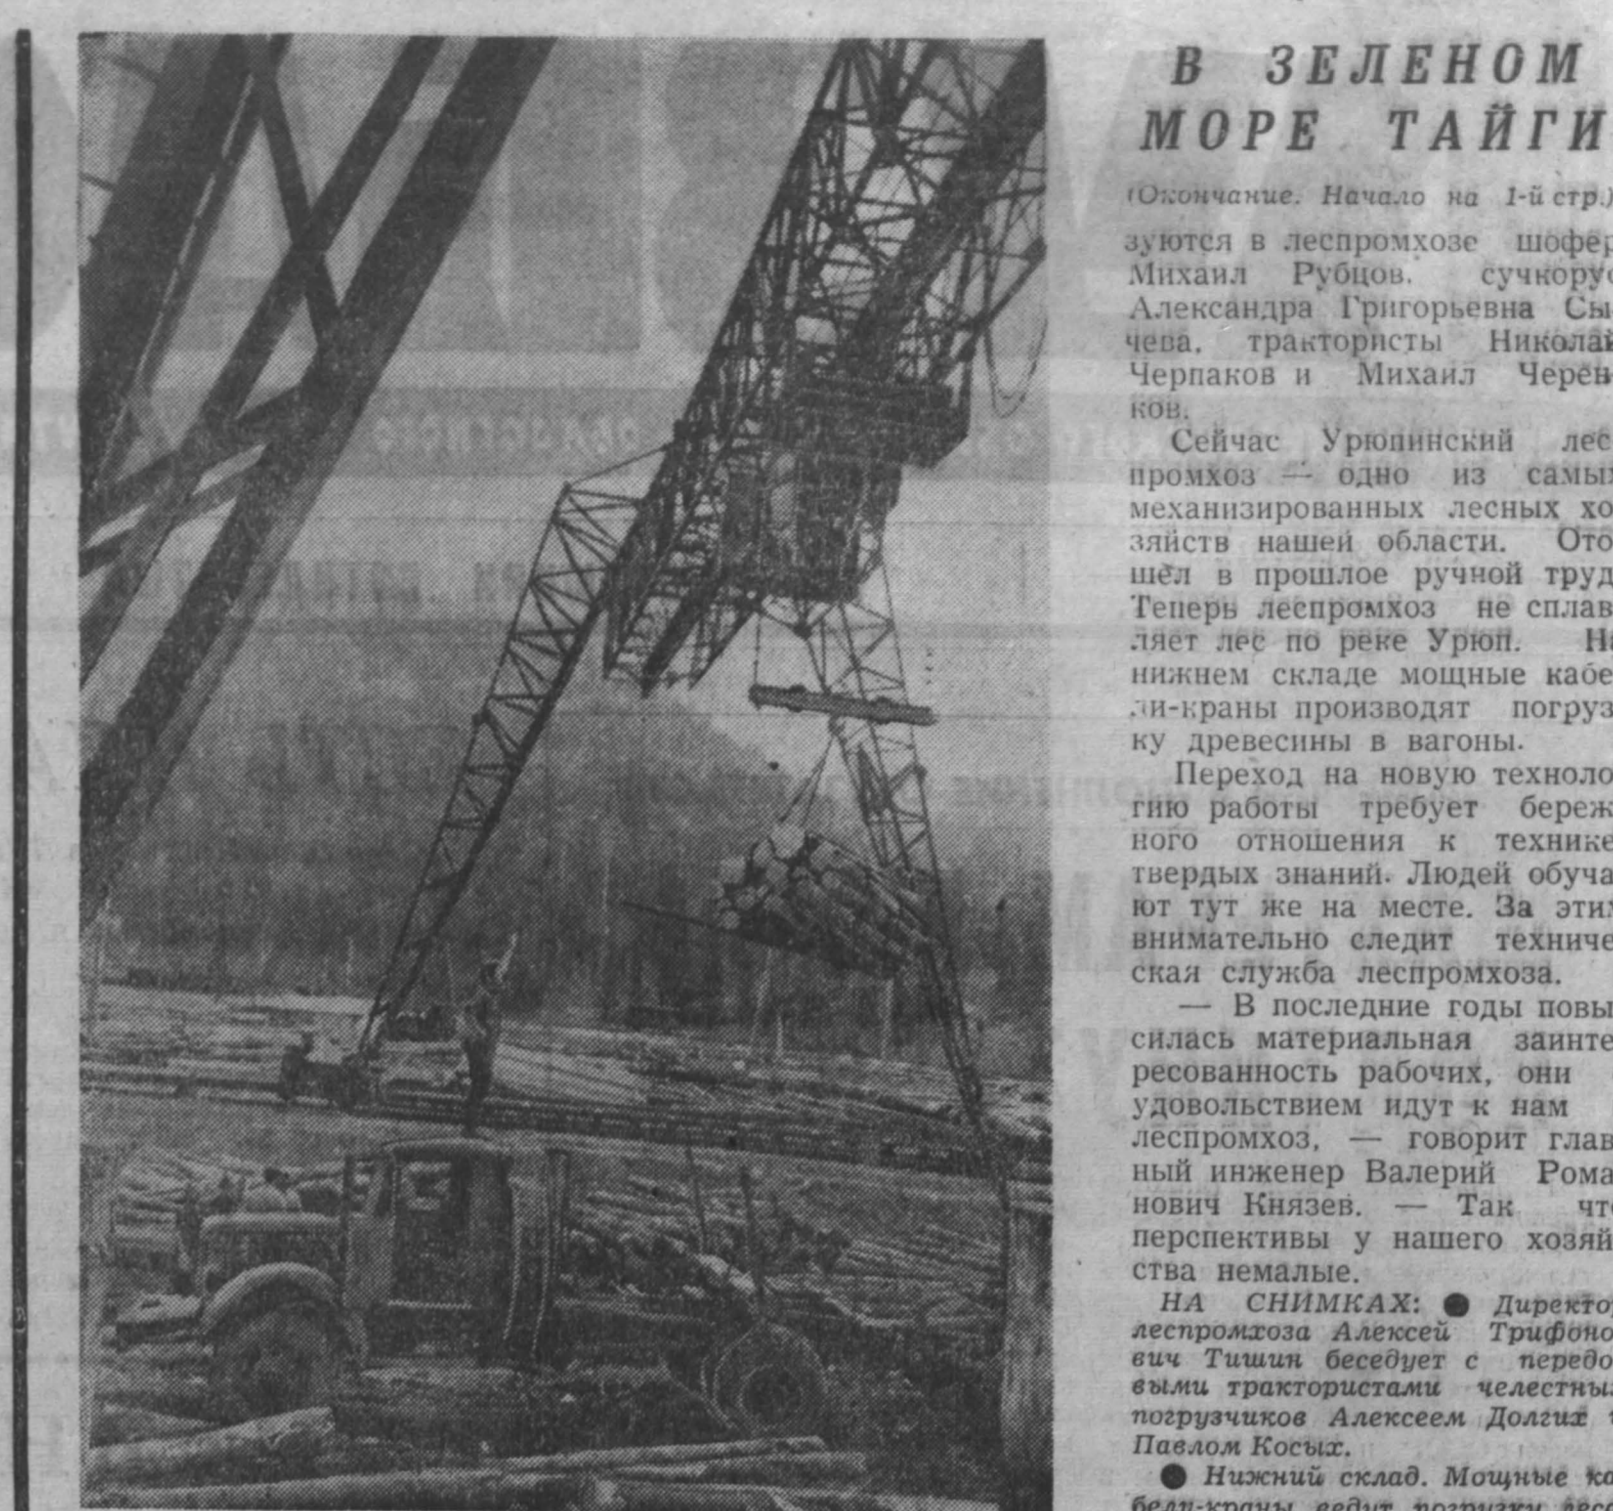 В ЗЕЛЕНОМ
МОРЕ ТАЙГИ
(Окончание. Начало на 1-й стр.)
зуются в леспромхозе шофер
Михаил Рубцов, сучкоруб
Александра Григорьевна Сы-
чева, трактористы Николай
Черпаков и Михаил Черен-
ков.
Сейчас Урюпинский лес-
промхоз — одно из самых
механизированных лесных хо-
зяйств нашей области. Ото-
шёл в прошлое ручной труд.
Теперь леспромхоз не сплав-
ляет лес по реке Урюп. На
нижнем складе мощные кабе-
ли-краны производят погруз-
ку древесины в вагоны.
Переход на новую техноло-
гию работы требует береж-
ного отношения к технике,
твердых знаний. Людей обуча-
ют тут же на месте. За этим
внимательно следит техниче-
ская служба леспромхоза.
— В последние годы повы-
силась материальная заинте-
ресованность рабочих, они
удовольствием идут к нам
леспромхоз, — говорит глав-
ный инженер Валерий Рома-
нович Князев. — Так что
перспективы у нашего хозяй-
ства немалые.
НА СНИМКАХ: ● Директор
леспромхоза Алексей Трифоно-
вич Тишин беседует с передо-
выми трактористами челестных
погрузчиков Алексеем Долгих и
Павлом Косых.
● Нижний склад. Мощные ка-
бели-краны ведут погрузку